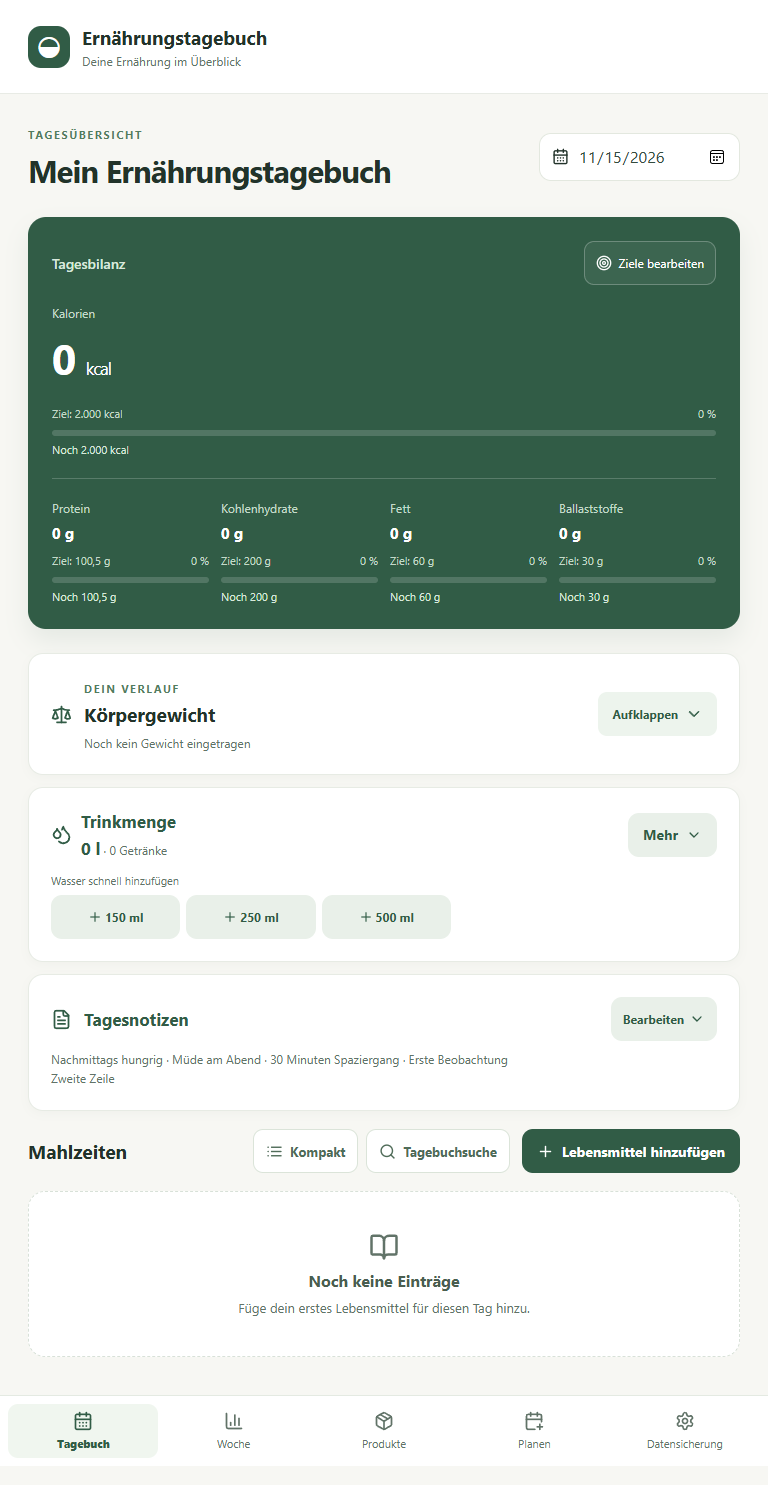 Ernährungstagebuch
Deine Ernährung im Überblick
TAGESÜBERSICHT
Mein Ernährungstagebuch
11/15/2026
Tagesbilanz
Ziele bearbeiten
Kalorien
0 kcal
Ziel: 2.000 kcal 0 %
Noch 2.000 kcal
Protein Kohlenhydrate Fett Ballaststoffe
0 g 0 g 0 g 0 g
Ziel: 100,5 g 0 % Ziel: 200 g 0 % Ziel: 60 g 0 % Ziel: 30 g 0 %
Noch 100,5 g Noch 200 g Noch 60 g Noch 30 g
DEIN VERLAUF
Körpergewicht
Noch kein Gewicht eingetragen
Aufklappen
Trinkmenge
0 l · 0 Getränke
Mehr
Wasser schnell hinzufügen
+ 150 ml + 250 ml + 500 ml
Tagesnotizen
Bearbeiten
Nachmittags hungrig · Müde am Abend · 30 Minuten Spaziergang · Erste Beobachtung
Zweite Zeile
Mahlzeiten
Kompakt
Tagebuchsuche
+ Lebensmittel hinzufügen
Noch keine Einträge
Füge dein erstes Lebensmittel für diesen Tag hinzu.
Tagebuch Woche Produkte Planen Datensicherung